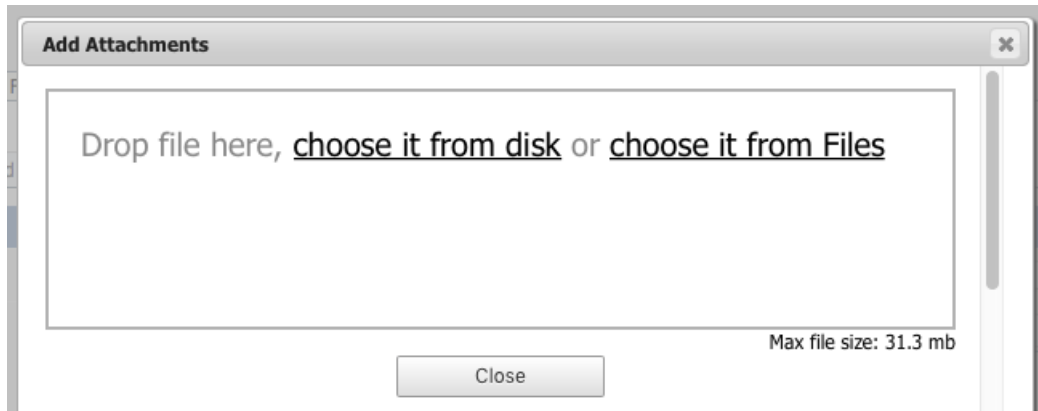 Add Attachments
Drop file here, choose it from disk or choose it from Files
Max file size: 31.3 mb
Close